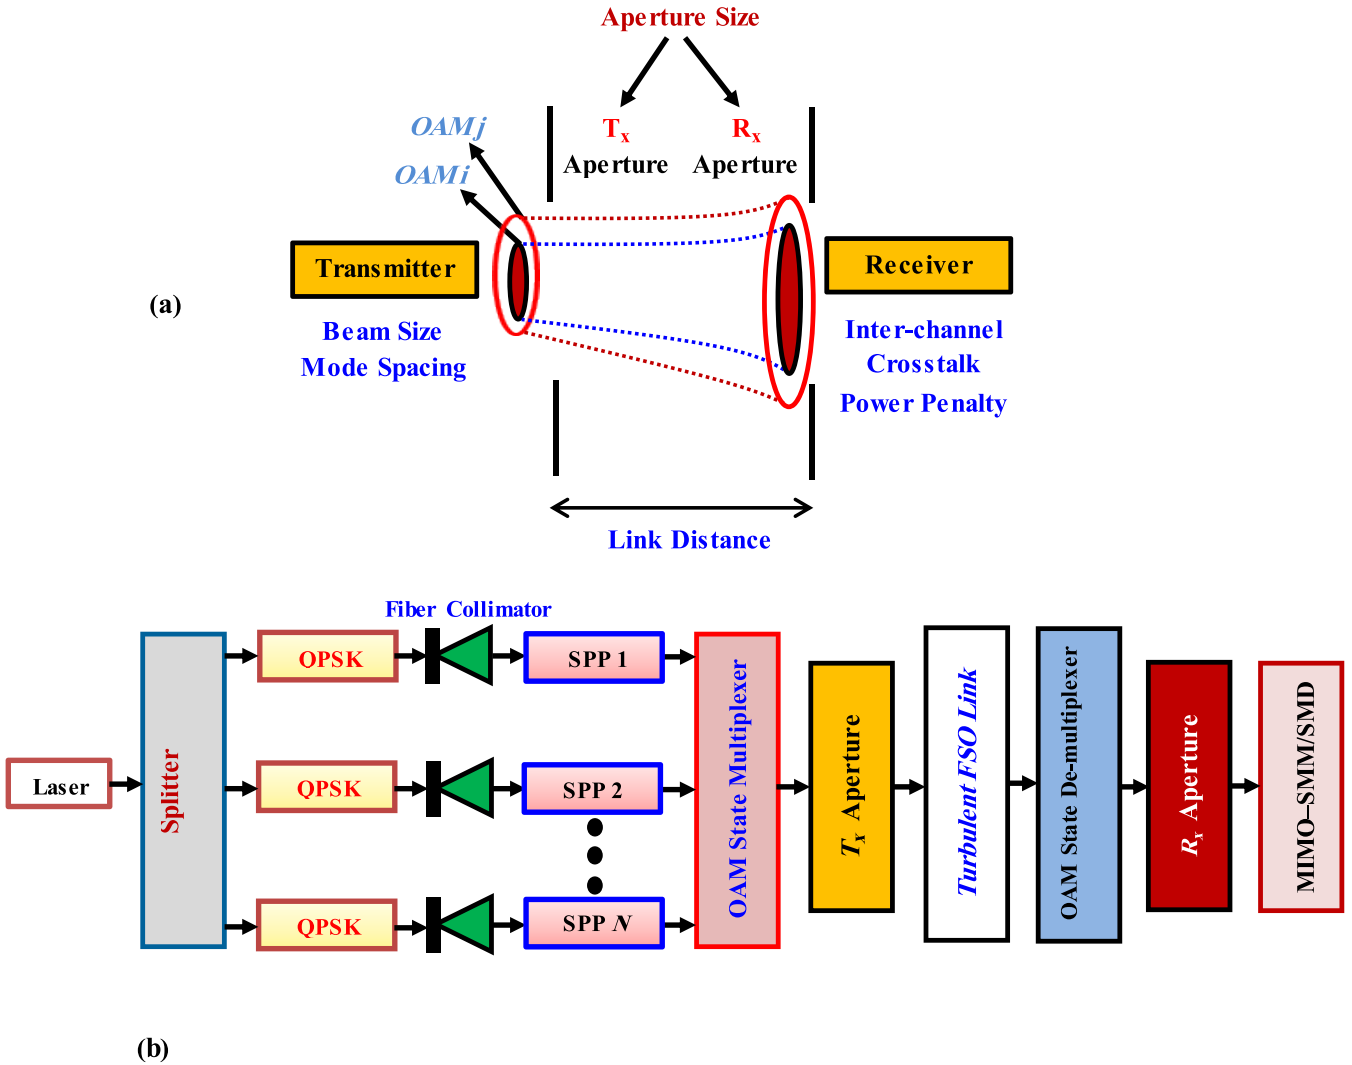 Aperture Size
OAMj
Tx
Rx
OAMi
Aperture
Aperture
Transmitter
Receiver
(a)
Beam Size
Mode Spacing
Inter-channel
Crosstalk
Power Penalty
Link Distance
Fiber Collimator
Laser
Splitter
QPSK
SPP 1
QPSK
SPP 2
QPSK
SPP N
OAM State Multiplexer
Tx Aperture
Turbulent FSO Link
OAM State De-multiplexer
Rx Aperture
MIMO–SMM/SMD
(b)